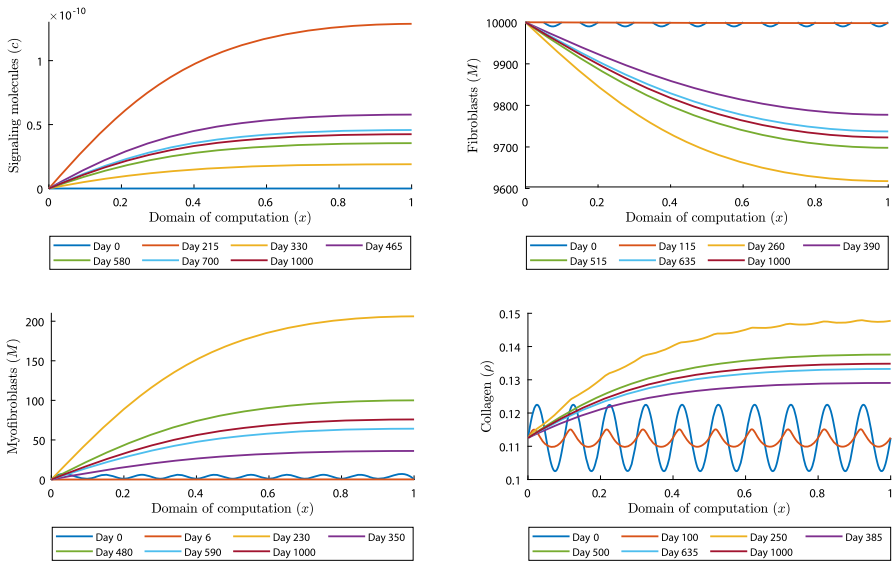 ×10⁻¹⁰
1
0.5
0
Signaling molecules (c)
0 0.2 0.4 0.6 0.8 1
Domain of computation (x)
Day 0 Day 215 Day 330 Day 465
Day 580 Day 700 Day 1000
10000
9900
9800
9700
9600
Fibroblasts (M)
0 0.2 0.4 0.6 0.8 1
Domain of computation (x)
Day 0 Day 115 Day 260 Day 390
Day 515 Day 635 Day 1000
200
150
100
50
0
Myofibroblasts (M)
0 0.2 0.4 0.6 0.8 1
Domain of computation (x)
Day 0 Day 6 Day 230 Day 350
Day 480 Day 590 Day 1000
0.15
0.14
0.13
0.12
0.11
0.1
Collagen (ρ)
0 0.2 0.4 0.6 0.8 1
Domain of computation (x)
Day 0 Day 100 Day 250 Day 385
Day 500 Day 635 Day 1000